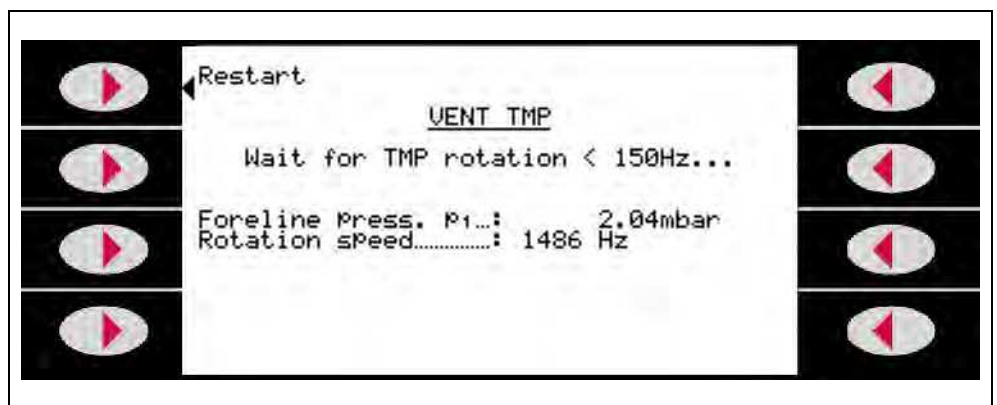 Restart
VENT TMP
Wait for TMP rotation < 150Hz...
Foreline press. p1…: 2.04mbar
Rotation speed…………: 1486 Hz